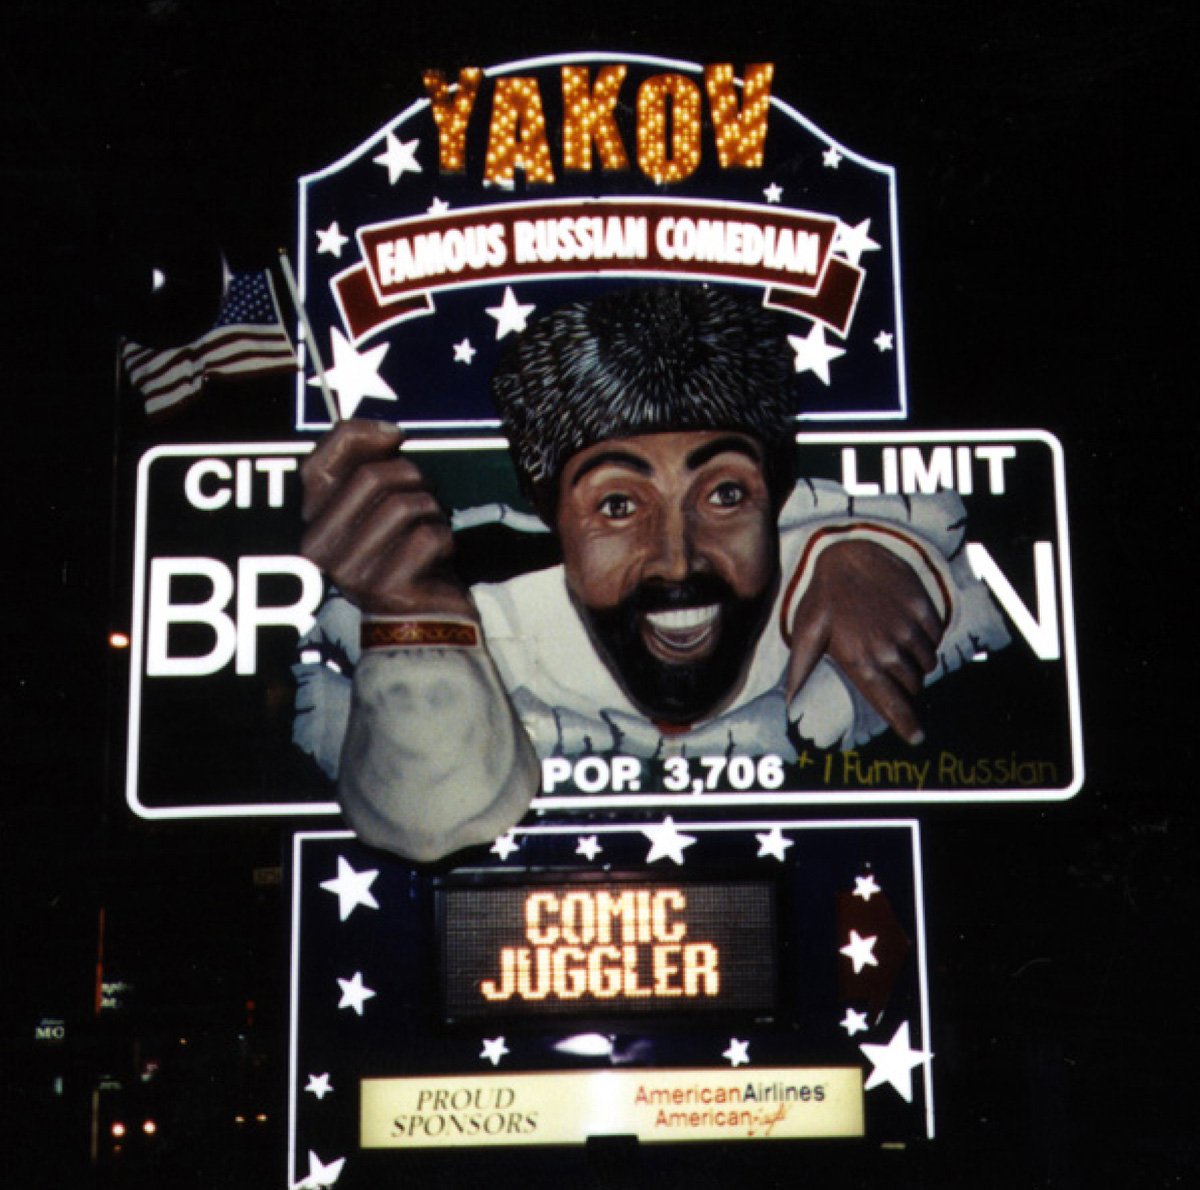 YAKOV
FAMOUS RUSSIAN COMEDIAN
CIT LIMIT
BR N
POP. 3,706 + 1 Funny Russian
COMIC
JUGGLER
PROUD
SPONSORS
AmericanAirlines
American
MO